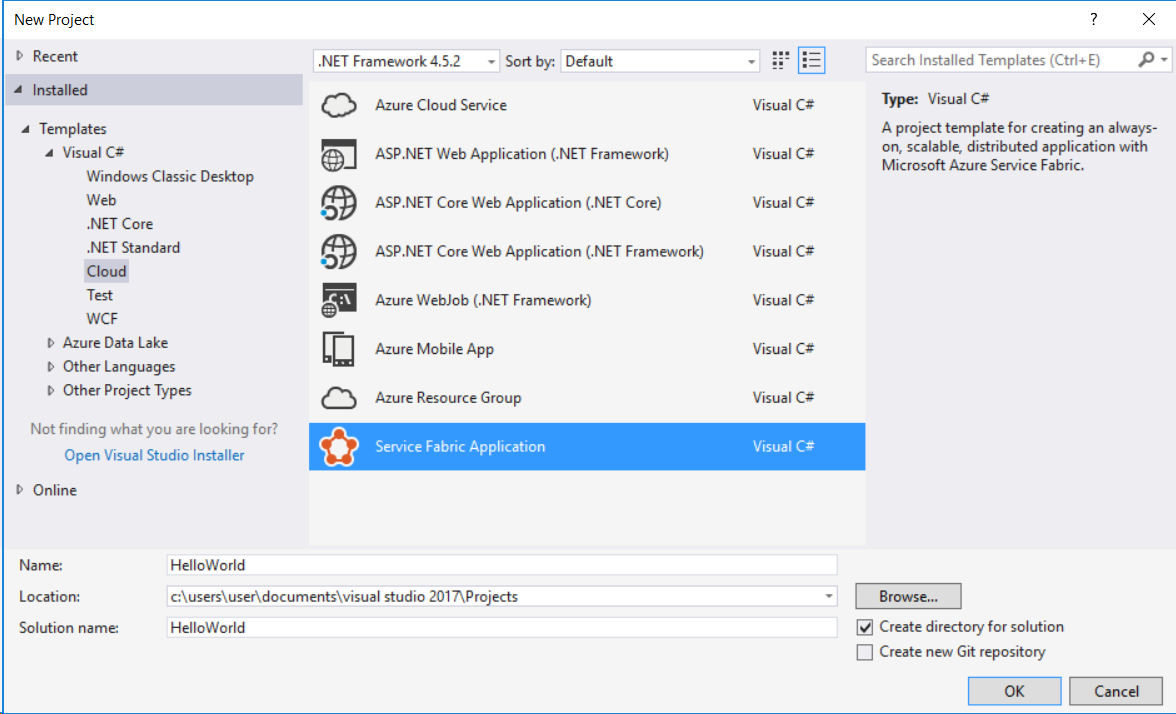 New Project
?
Recent
Installed
Templates
Visual C#
Windows Classic Desktop
Web
.NET Core
.NET Standard
Cloud
Test
WCF
Azure Data Lake
Other Languages
Other Project Types
Not finding what you are looking for?
Open Visual Studio Installer
Online
.NET Framework 4.5.2 Sort by: Default
Azure Cloud Service Visual C#
ASP.NET Web Application (.NET Framework) Visual C#
ASP.NET Core Web Application (.NET Core) Visual C#
ASP.NET Core Web Application (.NET Framework) Visual C#
Azure WebJob (.NET Framework) Visual C#
Azure Mobile App Visual C#
Azure Resource Group Visual C#
Service Fabric Application Visual C#
Search Installed Templates (Ctrl+E)
Type: Visual C#
A project template for creating an always-
on, scalable, distributed application with
Microsoft Azure Service Fabric.
Name: HelloWorld
Location: c:\users\user\documents\visual studio 2017\Projects
Browse...
Solution name: HelloWorld
Create directory for solution
Create new Git repository
OK Cancel